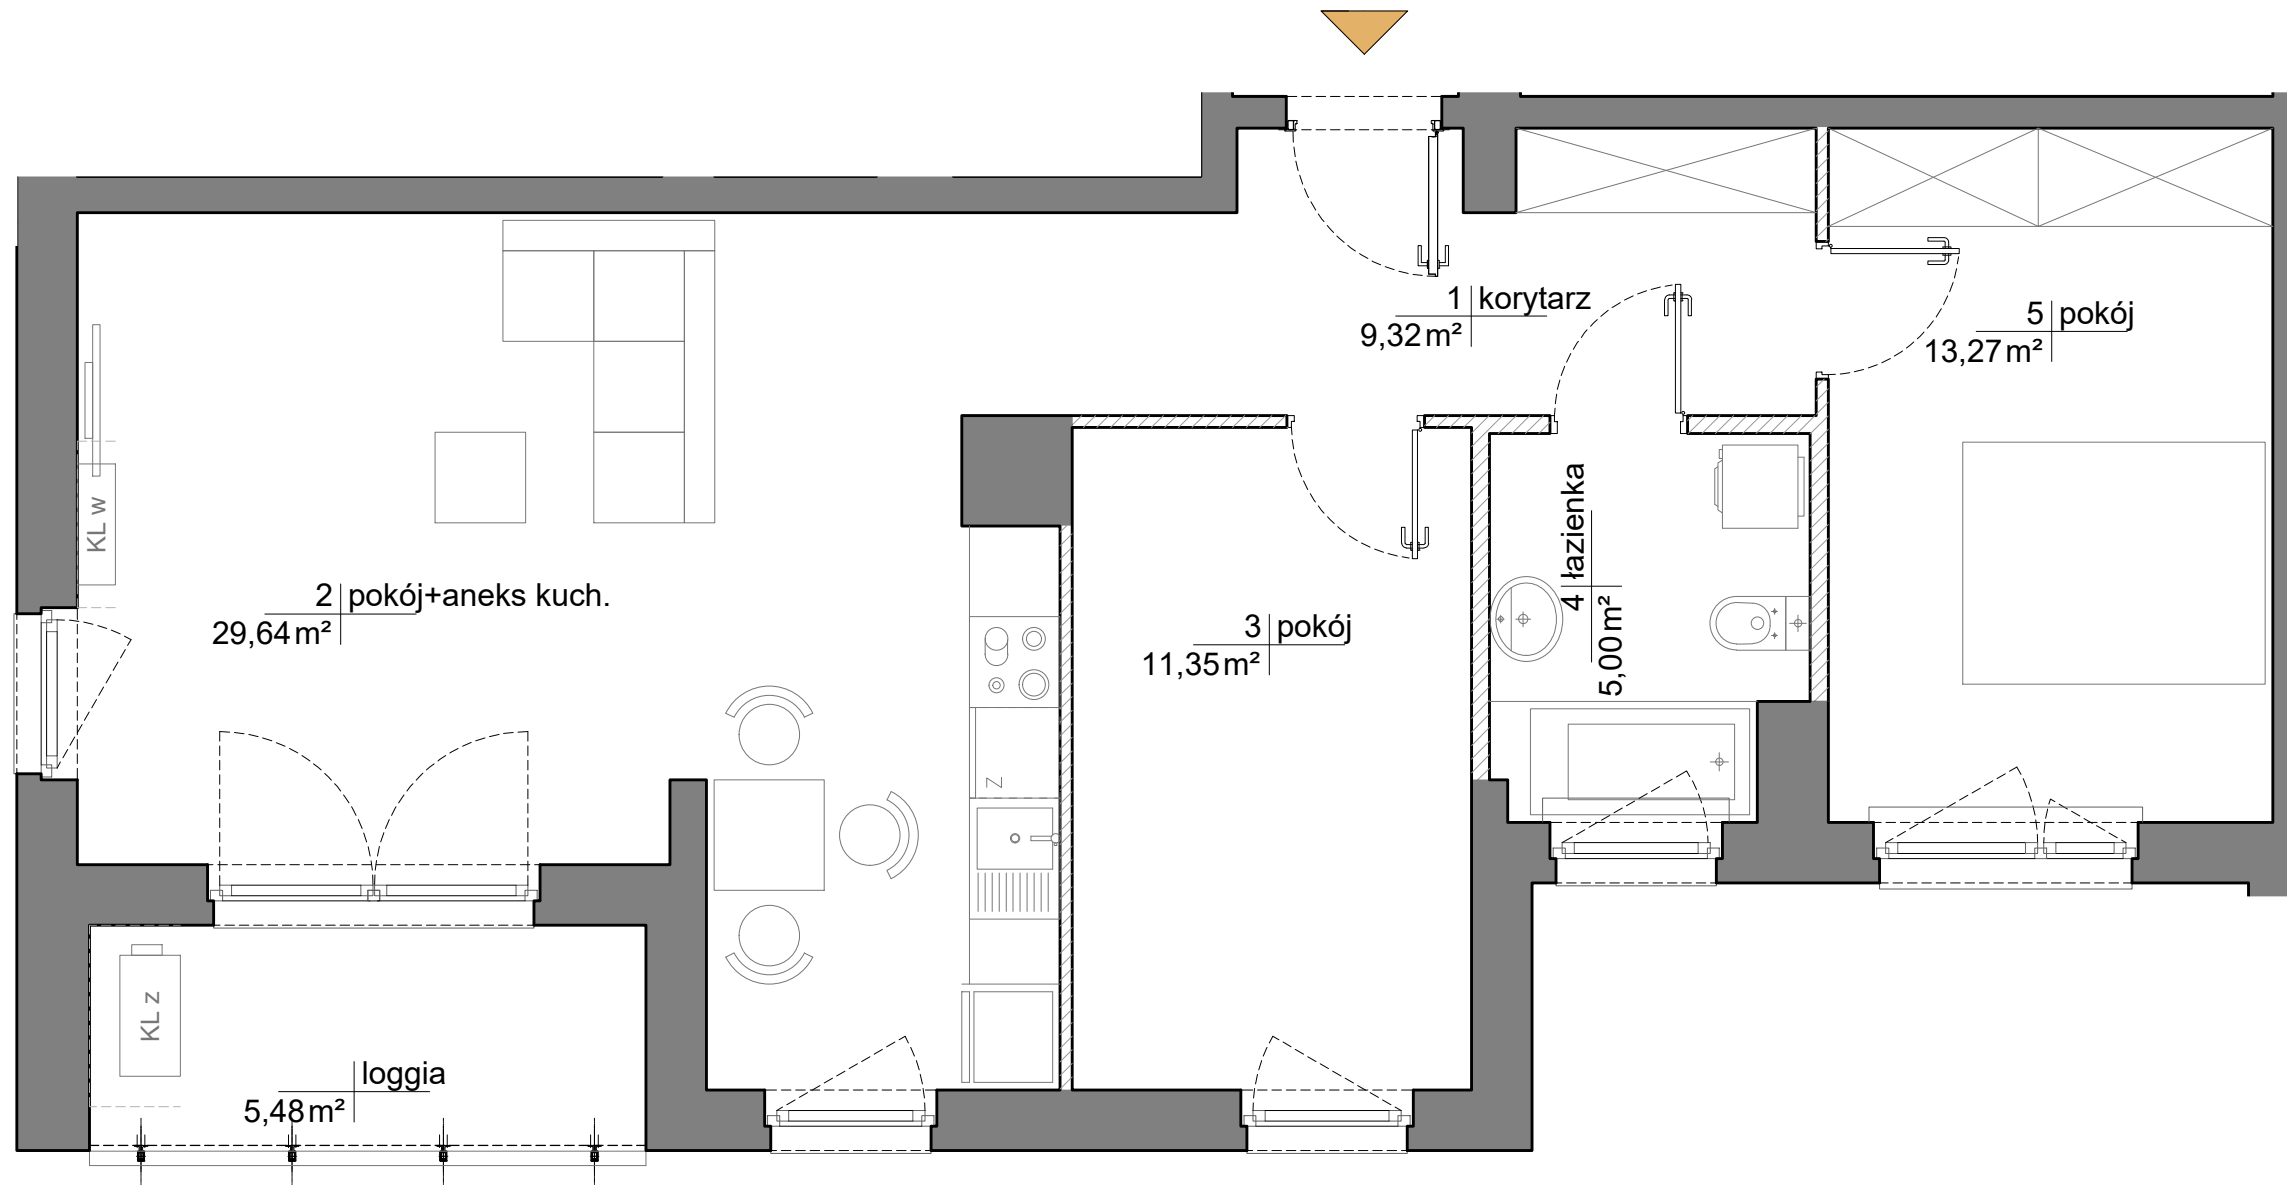 1 korytarz
9,32 m²
5 pokój
13,27 m²
KL w
2 pokój+aneks kuch.
29,64 m²
3 pokój
11,35 m²
4 łazienka
5,00 m²
Z
KL z
loggia
5,48 m²